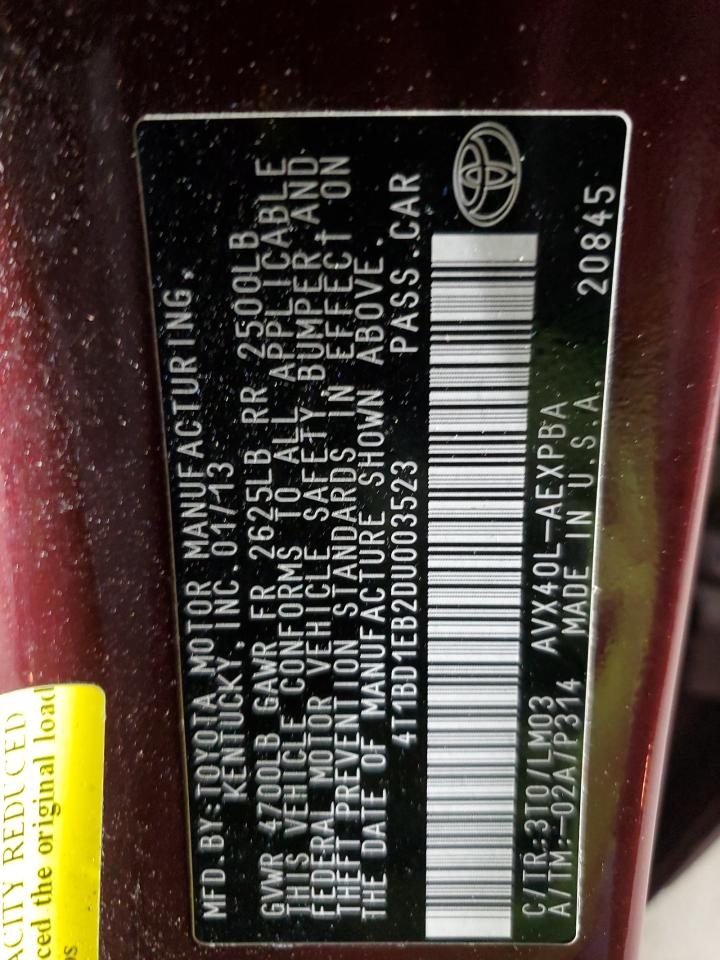 MFD.BY:TOYOTA MOTOR MANUFACTURING,
KENTUCKY,INC.01/13
GVWR 4700LB GAWR FR 2625LB RR 2500LB
THIS VEHICLE CONFORMS TO ALL APPLICABLE
FEDERAL MOTOR VEHICLE SAFETY BUMPER AND
THEFT PREVENTION STANDARDS IN EFFECT ON
THE DATE OF MANUFACTURE SHOWN ABOVE.
4T1BD1EB2DU003523 PASS.CAR
C/TR:3T0/LM03 AVX40L-AEXPBA
A/TM:-02A/P314 MADE IN U.S.A. 20845
ACITY REDUCED
ced the original load